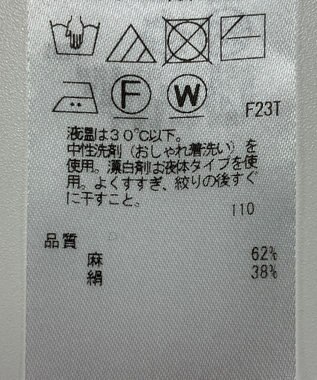 F W
F23T
液温は30℃以下。
中性洗剤（おしゃれ着洗い）を
使用。漂白剤は液体タイプを使
用。よくすすぎ、絞りの後すぐ
に干すこと。
110
品質
麻 62%
絹 38%